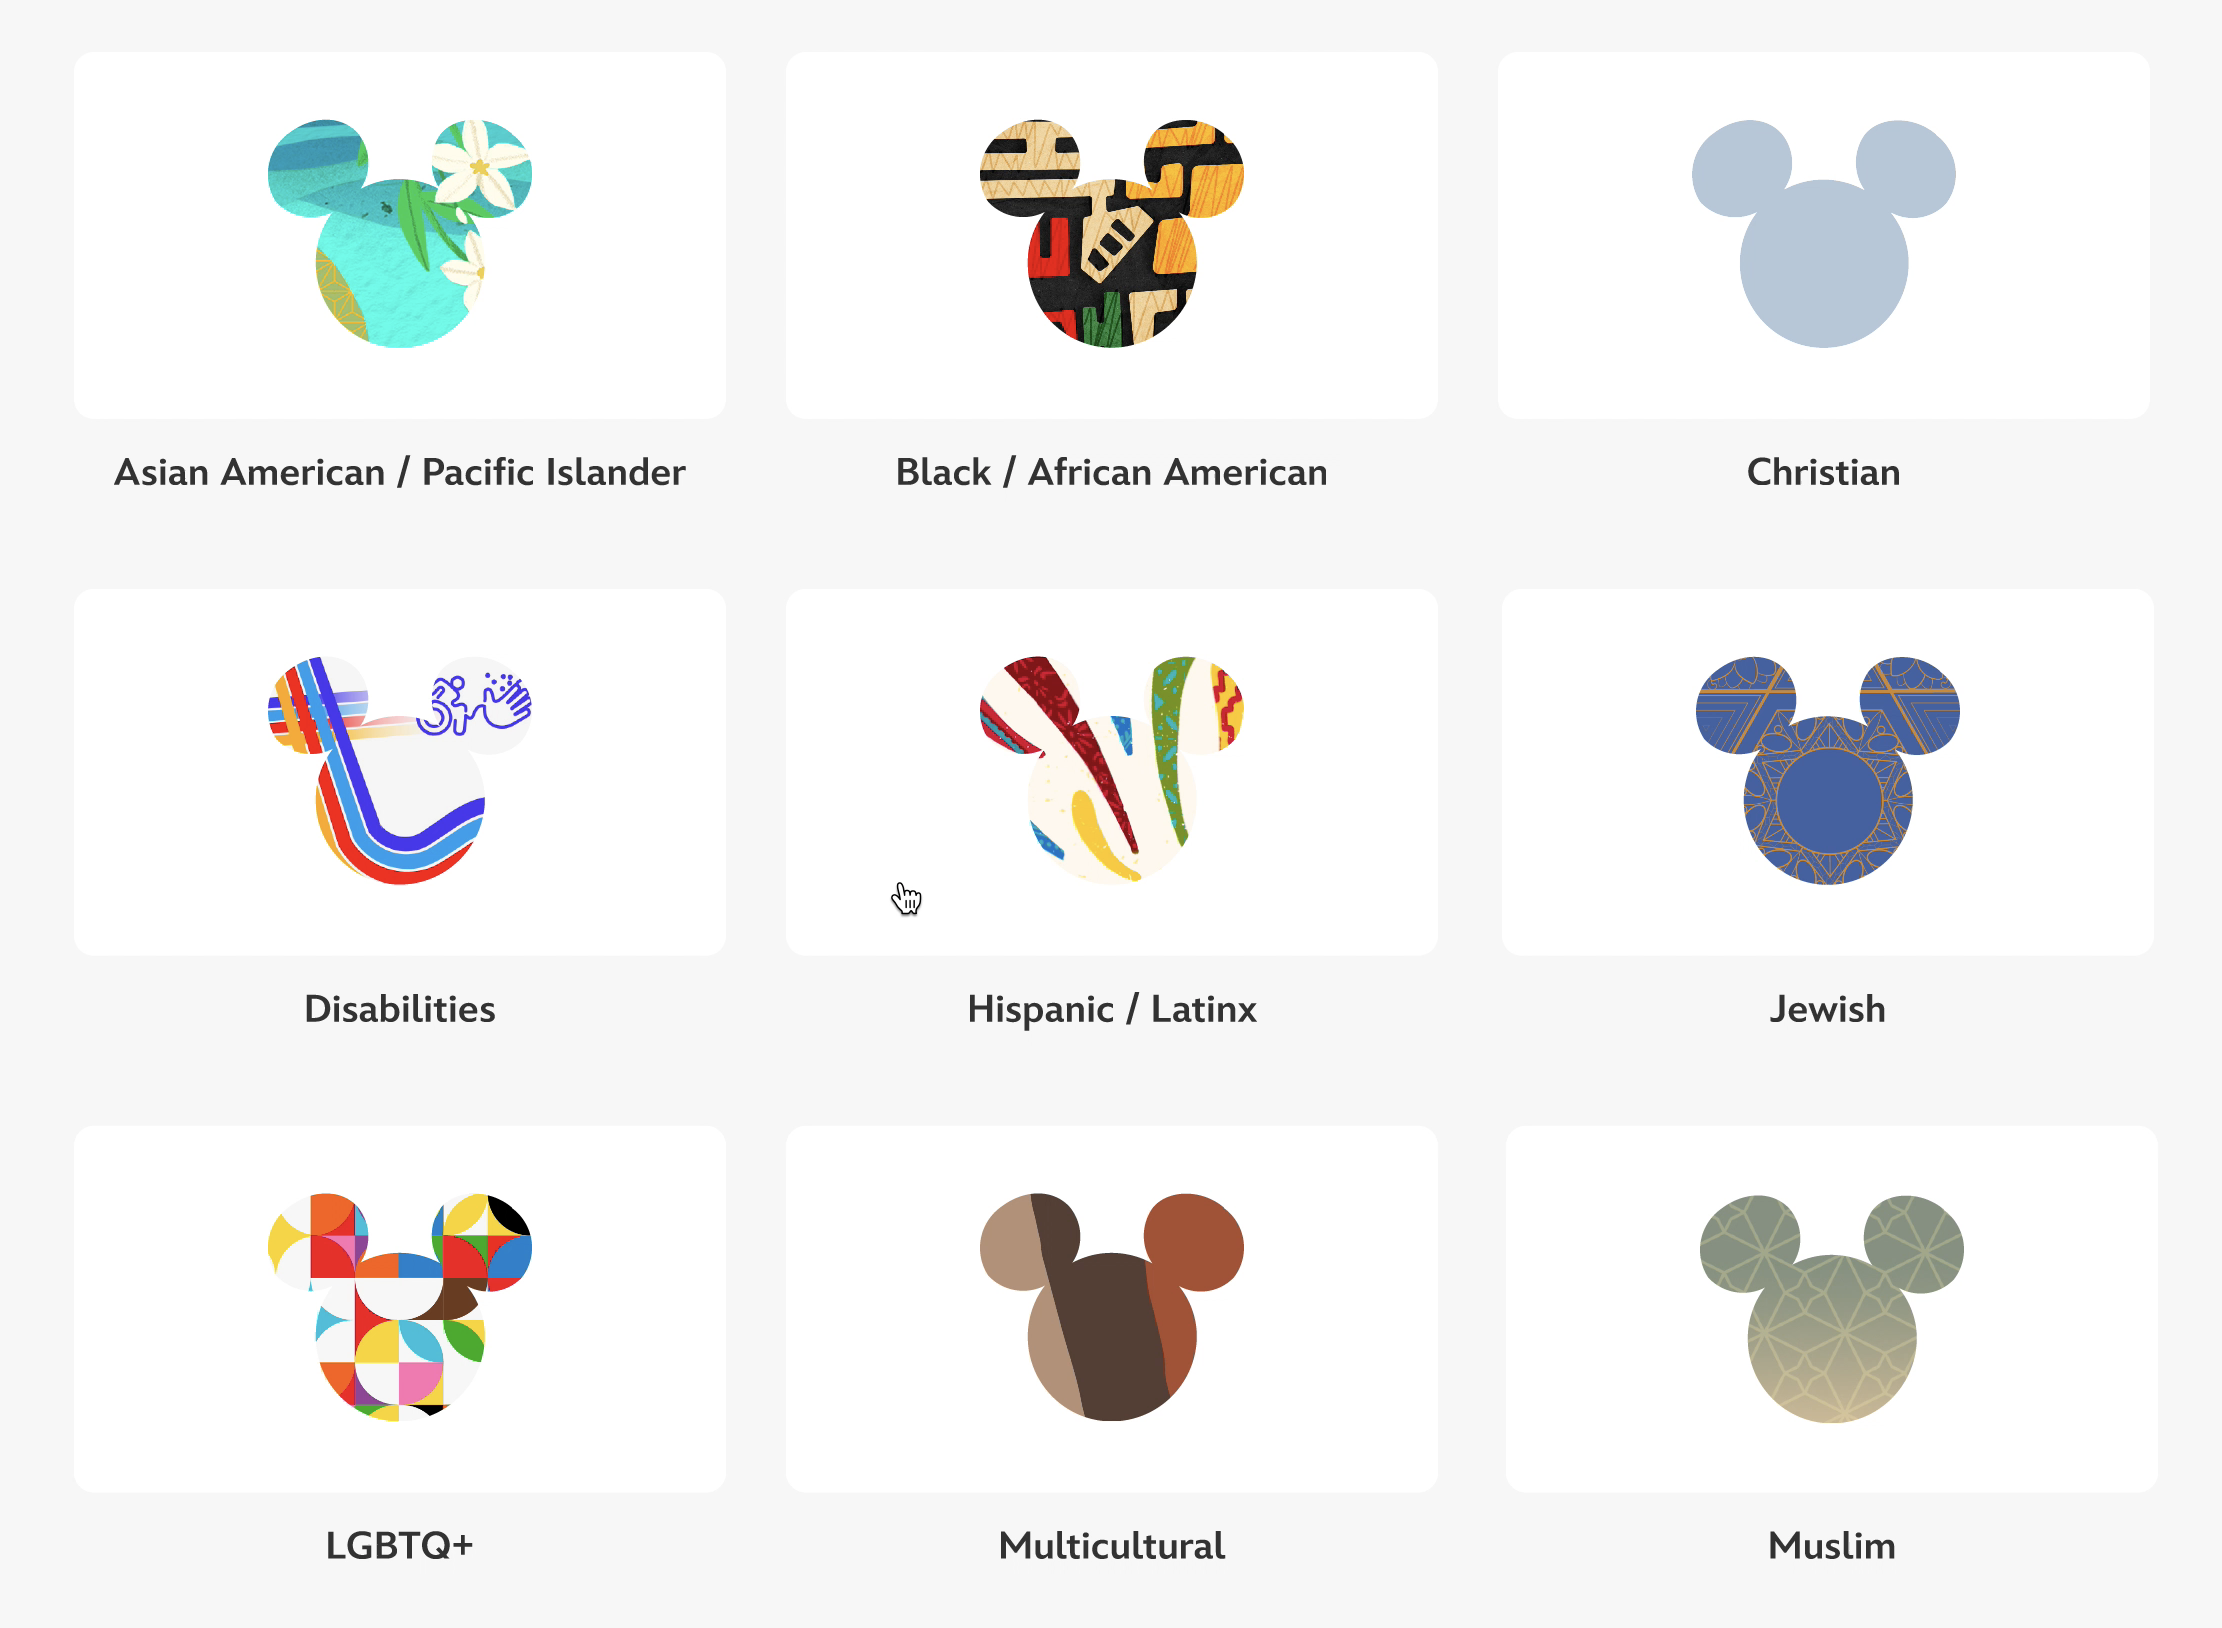 Asian American / Pacific Islander
Black / African American
Christian
Disabilities
Hispanic / Latinx
Jewish
LGBTQ+
Multicultural
Muslim